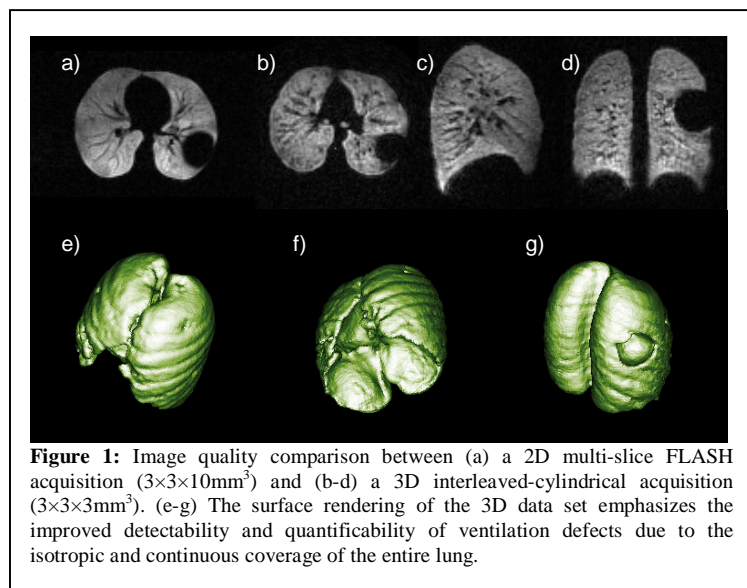 a)
b)
c)
d)
e)
f)
g)
Figure 1: Image quality comparison between (a) a 2D multi-slice FLASH
acquisition (3×3×10mm³) and (b-d) a 3D interleaved-cylindrical acquisition
(3×3×3mm³). (e-g) The surface rendering of the 3D data set emphasizes the
improved detectability and quantificability of ventilation defects due to the
isotropic and continuous coverage of the entire lung.